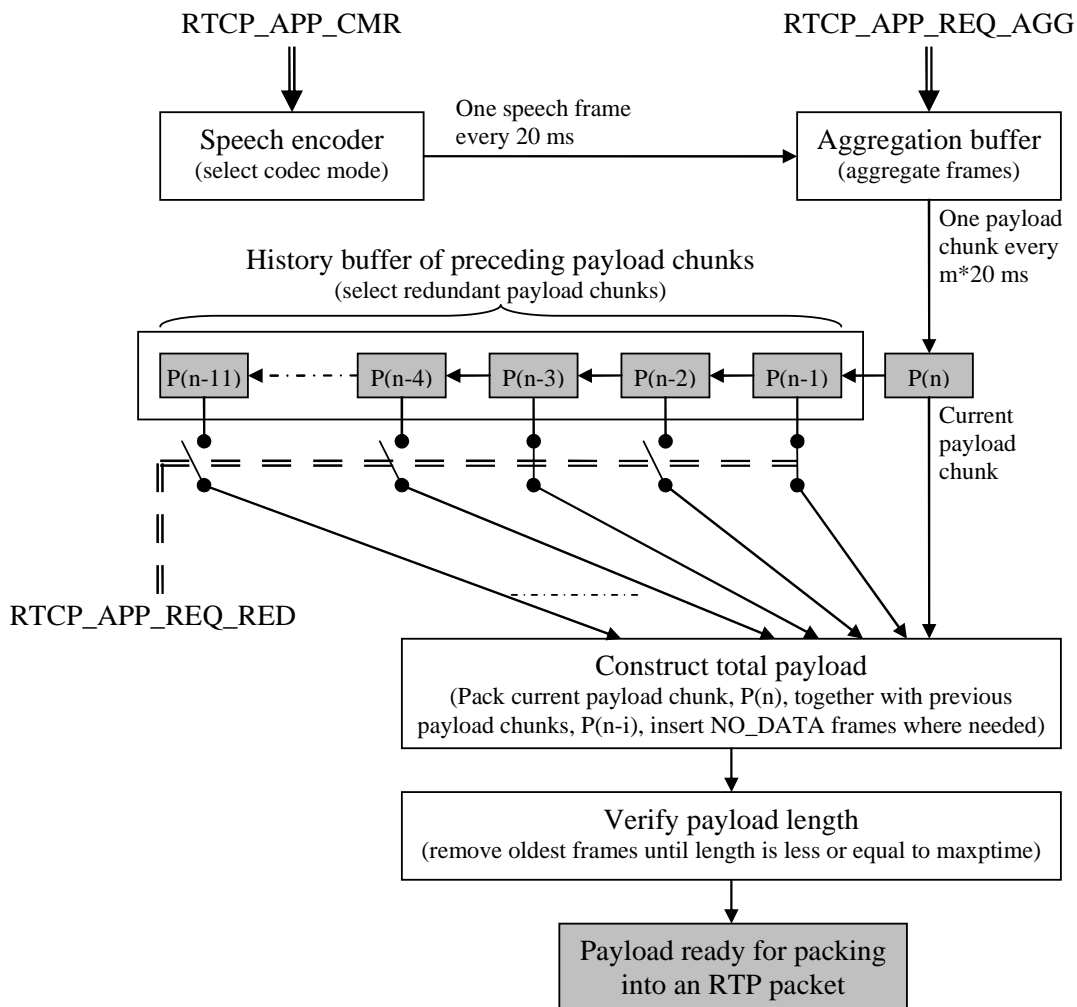 RTCP_APP_CMR
RTCP_APP_REQ_AGG
Speech encoder
(select codec mode)
One speech frame
every 20 ms
Aggregation buffer
(aggregate frames)
One payload
chunk every
m*20 ms
History buffer of preceding payload chunks
(select redundant payload chunks)
P(n-11)
P(n-4)
P(n-3)
P(n-2)
P(n-1)
P(n)
Current
payload
chunk
RTCP_APP_REQ_RED
Construct total payload
(Pack current payload chunk, P(n), together with previous
payload chunks, P(n-i), insert NO_DATA frames where needed)
Verify payload length
(remove oldest frames until length is less or equal to maxptime)
Payload ready for packing
into an RTP packet